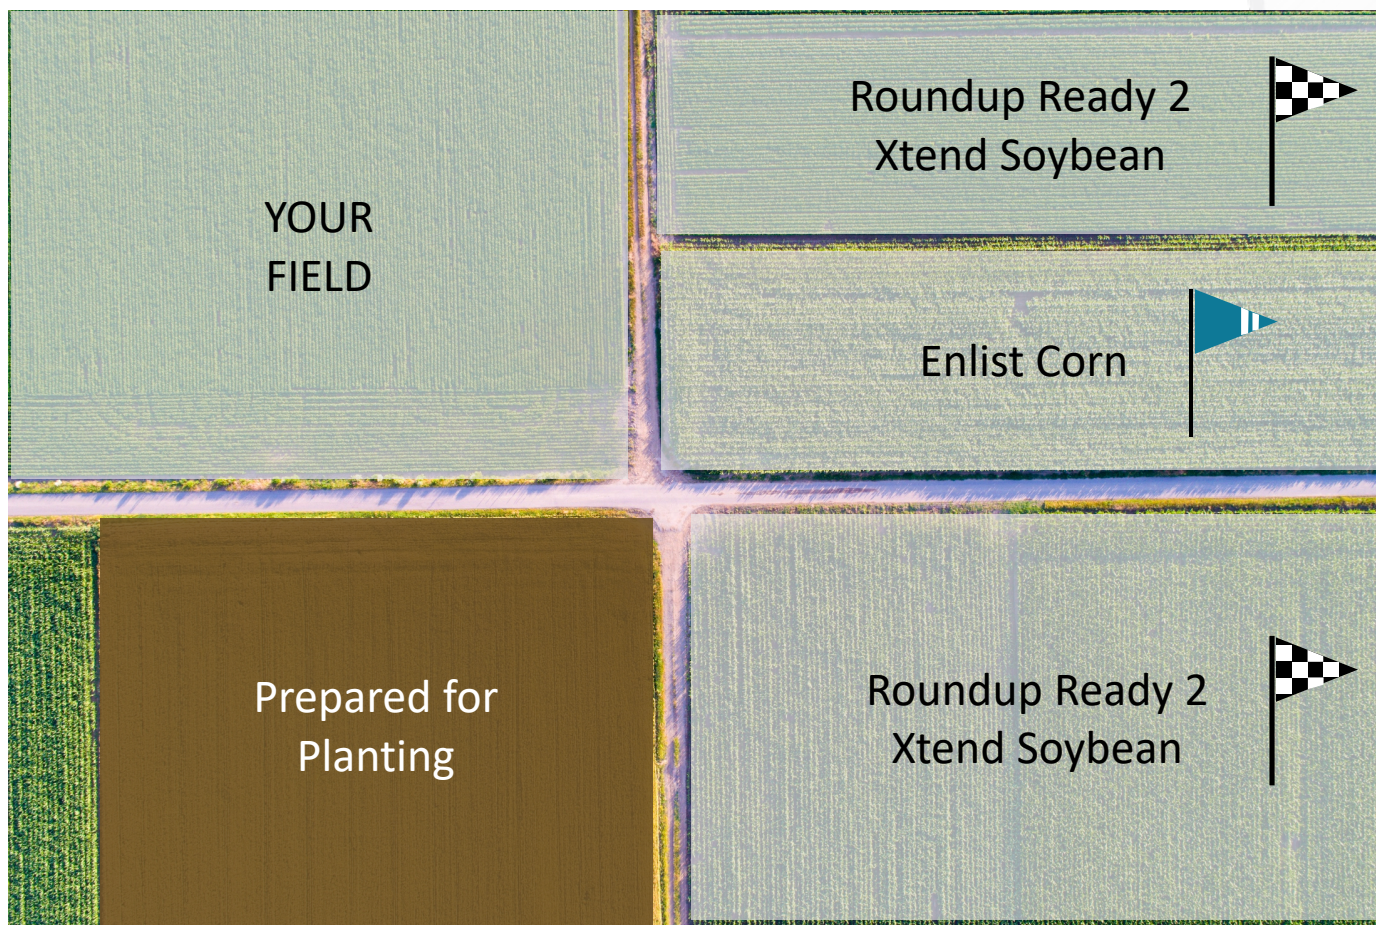 YOUR
FIELD
Roundup Ready 2
Xtend Soybean
Enlist Corn
Prepared for
Planting
Roundup Ready 2
Xtend Soybean